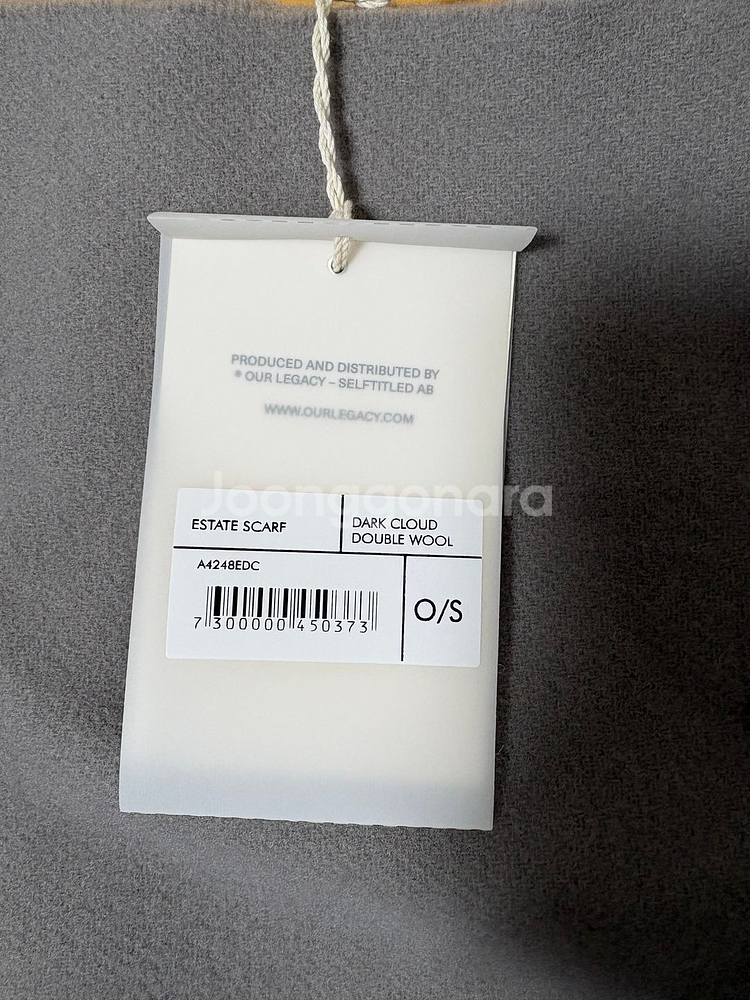 PRODUCED AND DISTRIBUTED BY
® OUR LEGACY – SELFTITLED AB
WWW.OURLEGACY.COM
Joonggonara
ESTATE SCARF
DARK CLOUD
DOUBLE WOOL
A4248EDC
O/S
7 300000 450373